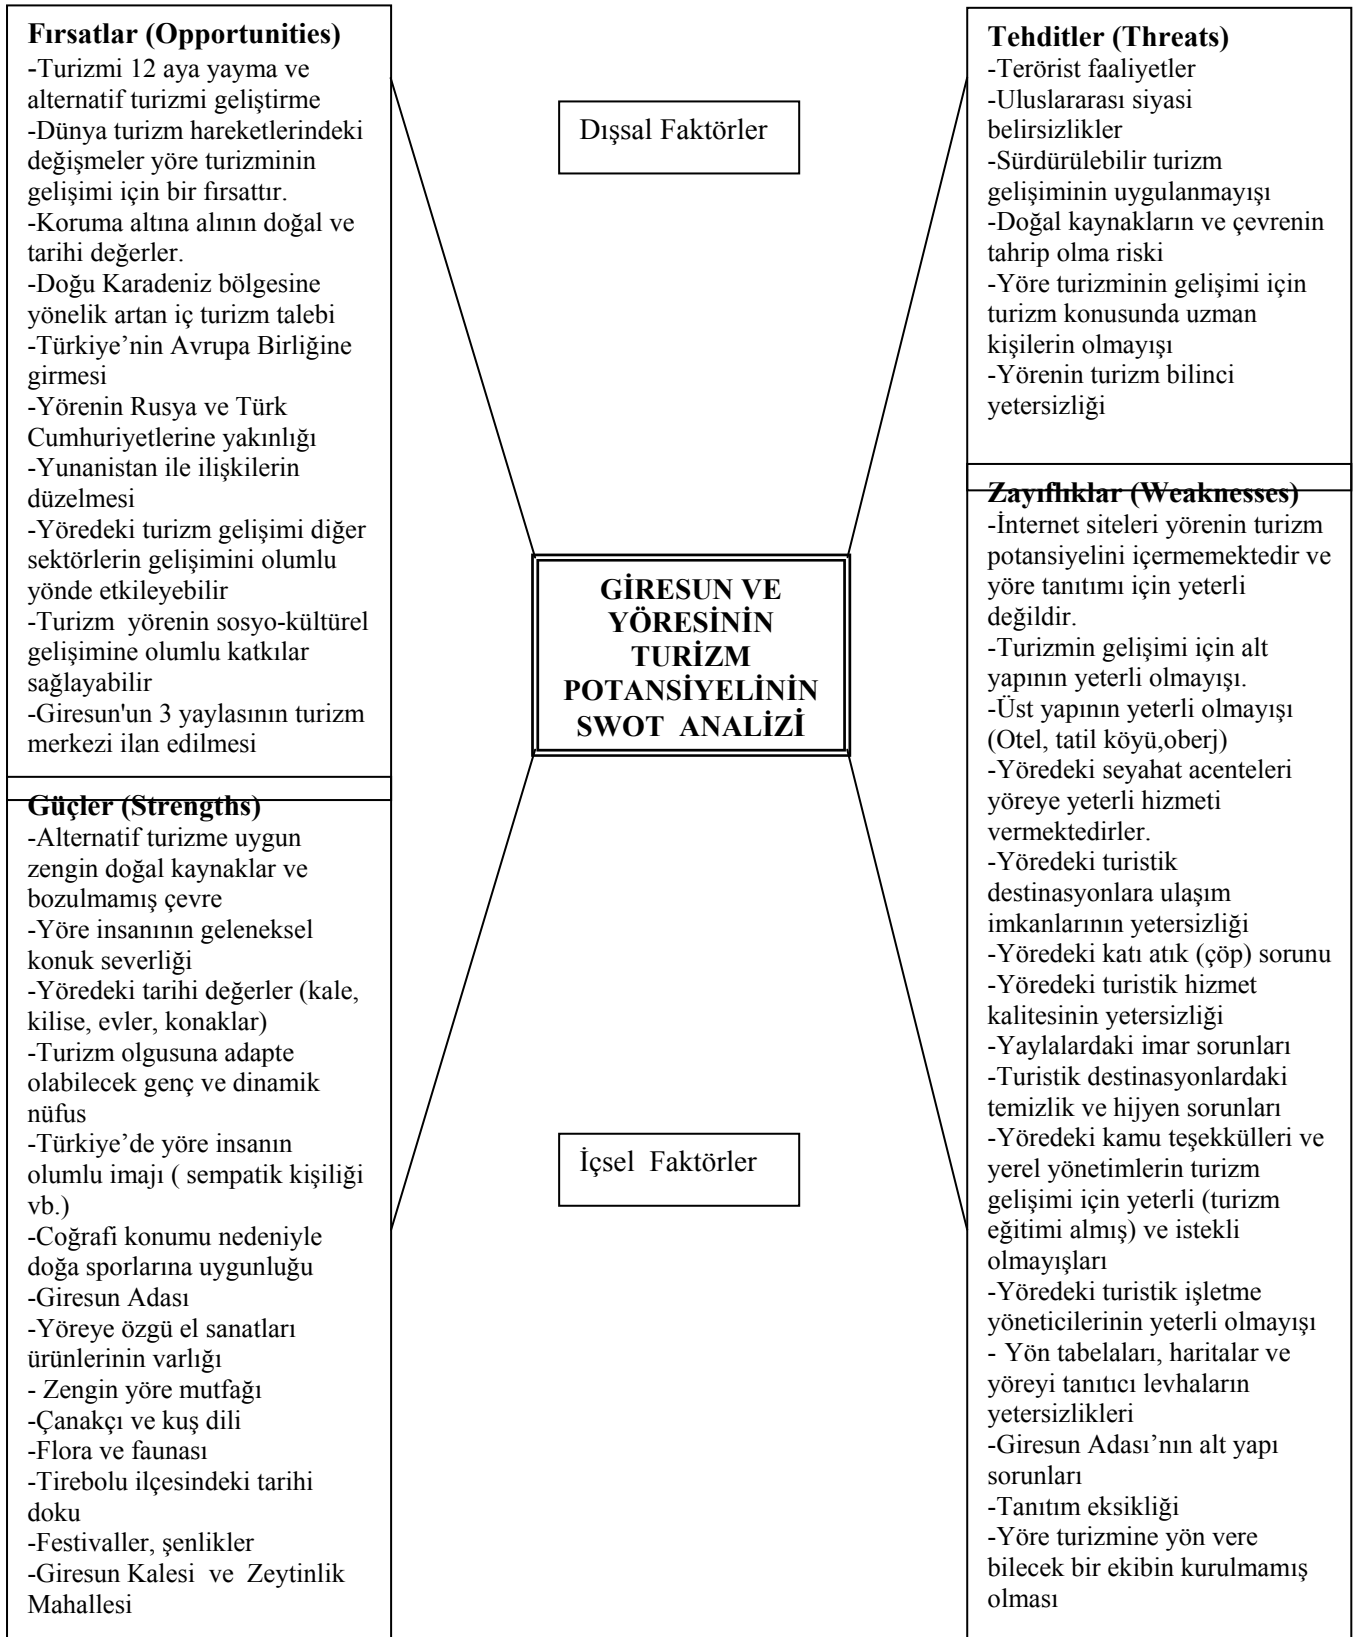 Fırsatlar (Opportunities)
-Turizmi 12 aya yayma ve
alternatif turizmi geliştirme
-Dünya turizm hareketlerindeki
değişmeler yöre turizminin
gelişimi için bir fırsattır.
-Koruma altına alının doğal ve
tarihi değerler.
-Doğu Karadeniz bölgesine
yönelik artan iç turizm talebi
-Türkiye’nin Avrupa Birliğine
girmesi
-Yörenin Rusya ve Türk
Cumhuriyetlerine yakınlığı
-Yunanistan ile ilişkilerin
düzelmesi
-Yöredeki turizm gelişimi diğer
sektörlerin gelişimini olumlu
yönde etkileyebilir
-Turizm  yörenin sosyo-kültürel
gelişimine olumlu katkılar
sağlayabilir
-Giresun'un 3 yaylasının turizm
merkezi ilan edilmesi
Güçler (Strengths)
-Alternatif turizme uygun
zengin doğal kaynaklar ve
bozulmamış çevre
-Yöre insanının geleneksel
konuk severliği
-Yöredeki tarihi değerler (kale,
kilise, evler, konaklar)
-Turizm olgusuna adapte
olabilecek genç ve dinamik
nüfus
-Türkiye’de yöre insanın
olumlu imajı ( sempatik kişiliği
vb.)
-Coğrafi konumu nedeniyle
doğa sporlarına uygunluğu
-Giresun Adası
-Yöreye özgü el sanatları
ürünlerinin varlığı
- Zengin yöre mutfağı
-Çanakçı ve kuş dili
-Flora ve faunası
-Tirebolu ilçesindeki tarihi
doku
-Festivaller, şenlikler
-Giresun Kalesi  ve  Zeytinlik
Mahallesi
Dışsal Faktörler
GİRESUN VE
YÖRESİNİN
TURİZM
POTANSİYELİNİN
SWOT  ANALİZİ
İçsel  Faktörler
Tehditler (Threats)
-Terörist faaliyetler
-Uluslararası siyasi
belirsizlikler
-Sürdürülebilir turizm
gelişiminin uygulanmayışı
-Doğal kaynakların ve çevrenin
tahrip olma riski
-Yöre turizminin gelişimi için
turizm konusunda uzman
kişilerin olmayışı
-Yörenin turizm bilinci
yetersizliği
Zayıflıklar (Weaknesses)
-İnternet siteleri yörenin turizm
potansiyelini içermemektedir ve
yöre tanıtımı için yeterli
değildir.
-Turizmin gelişimi için alt
yapının yeterli olmayışı.
-Üst yapının yeterli olmayışı
(Otel, tatil köyü,oberj)
-Yöredeki seyahat acenteleri
yöreye yeterli hizmeti
vermektedirler.
-Yöredeki turistik
destinasyonlara ulaşım
imkanlarının yetersizliği
-Yöredeki katı atık (çöp) sorunu
-Yöredeki turistik hizmet
kalitesinin yetersizliği
-Yaylalardaki imar sorunları
-Turistik destinasyonlardaki
temizlik ve hijyen sorunları
-Yöredeki kamu teşekkülleri ve
yerel yönetimlerin turizm
gelişimi için yeterli (turizm
eğitimi almış) ve istekli
olmayışları
-Yöredeki turistik işletme
yöneticilerinin yeterli olmayışı
- Yön tabelaları, haritalar ve
yöreyi tanıtıcı levhaların
yetersizlikleri
-Giresun Adası’nın alt yapı
sorunları
-Tanıtım eksikliği
-Yöre turizmine yön vere
bilecek bir ekibin kurulmamış
olması